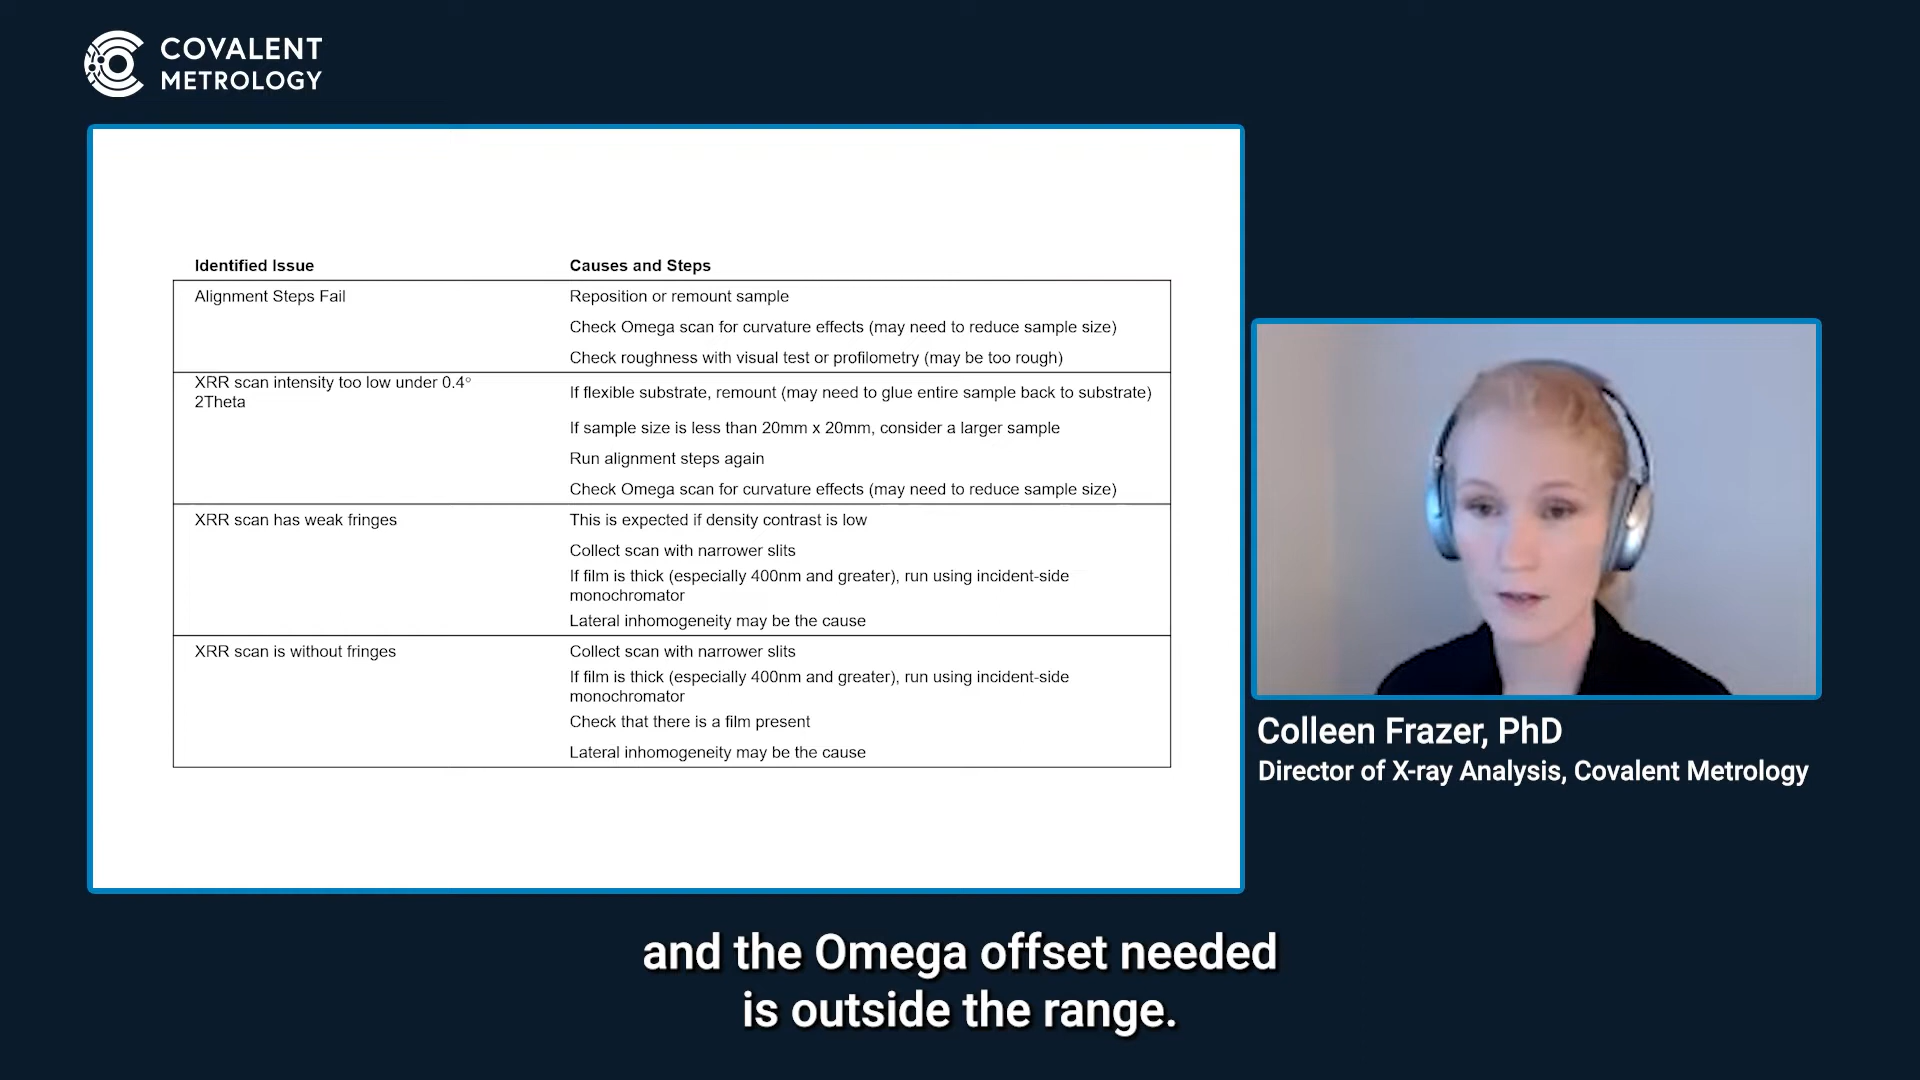 COVALENT
METROLOGY
Identified Issue
Causes and Steps
Alignment Steps Fail
Reposition or remount sample
Check Omega scan for curvature effects (may need to reduce sample size)
Check roughness with visual test or profilometry (may be too rough)
XRR scan intensity too low under 0.4°
2Theta
If flexible substrate, remount (may need to glue entire sample back to substrate)
If sample size is less than 20mm x 20mm, consider a larger sample
Run alignment steps again
Check Omega scan for curvature effects (may need to reduce sample size)
XRR scan has weak fringes
This is expected if density contrast is low
Collect scan with narrower slits
If film is thick (especially 400nm and greater), run using incident-side
monochromator
Lateral inhomogeneity may be the cause
XRR scan is without fringes
Collect scan with narrower slits
If film is thick (especially 400nm and greater), run using incident-side
monochromator
Check that there is a film present
Lateral inhomogeneity may be the cause
Colleen Frazer, PhD
Director of X-ray Analysis, Covalent Metrology
and the Omega offset needed
is outside the range.